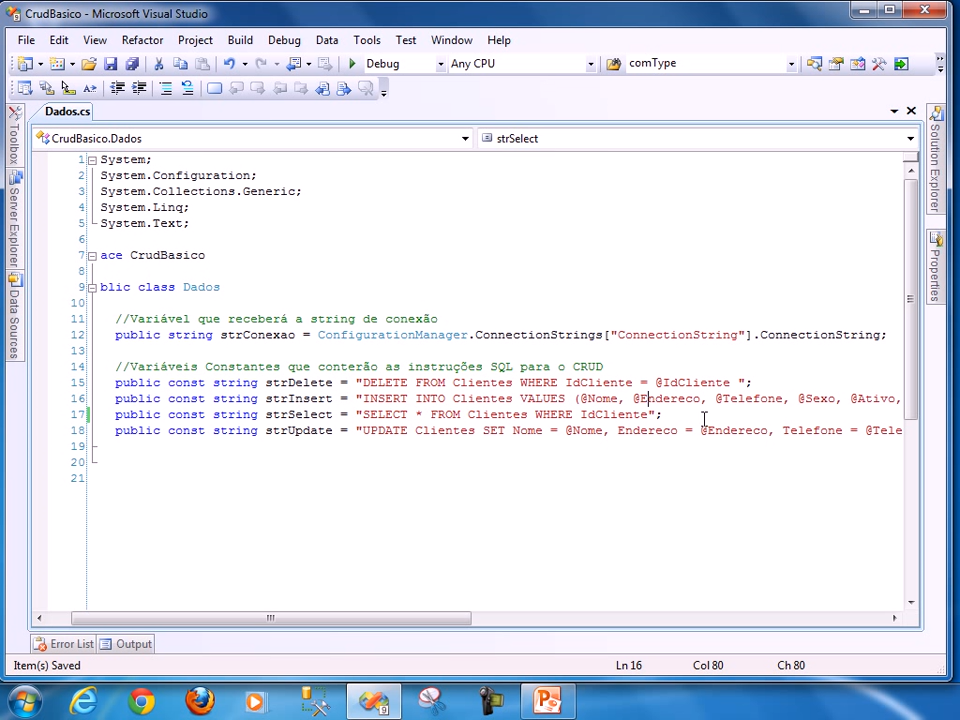 CrudBasico - Microsoft Visual Studio
File Edit View Refactor Project Build Debug Data Tools Test Window Help
Debug Any CPU comType
Dados.cs
CrudBasico.Dados strSelect
Toolbox
Server Explorer
Data Sources
Solution Explorer
Properties
1 System;
2 System.Configuration;
3 System.Collections.Generic;
4 System.Linq;
5 System.Text;
6
7 ace CrudBasico
8
9 blic class Dados
10
11 //Variável que receberá a string de conexão
12 public string strConexao = ConfigurationManager.ConnectionStrings["ConnectionString"].ConnectionString;
13
14 //Variáveis Constantes que conterão as instruções SQL para o CRUD
15 public const string strDelete = "DELETE FROM Clientes WHERE IdCliente = @IdCliente ";
16 public const string strInsert = "INSERT INTO Clientes VALUES (@Nome, @Endereco, @Telefone, @Sexo, @Ativo,
17 public const string strSelect = "SELECT * FROM Clientes WHERE IdCliente";
18 public const string strUpdate = "UPDATE Clientes SET Nome = @Nome, Endereco = @Endereco, Telefone = @Tele
19
20
21
Error List Output
Item(s) Saved Ln 16 Col 80 Ch 80